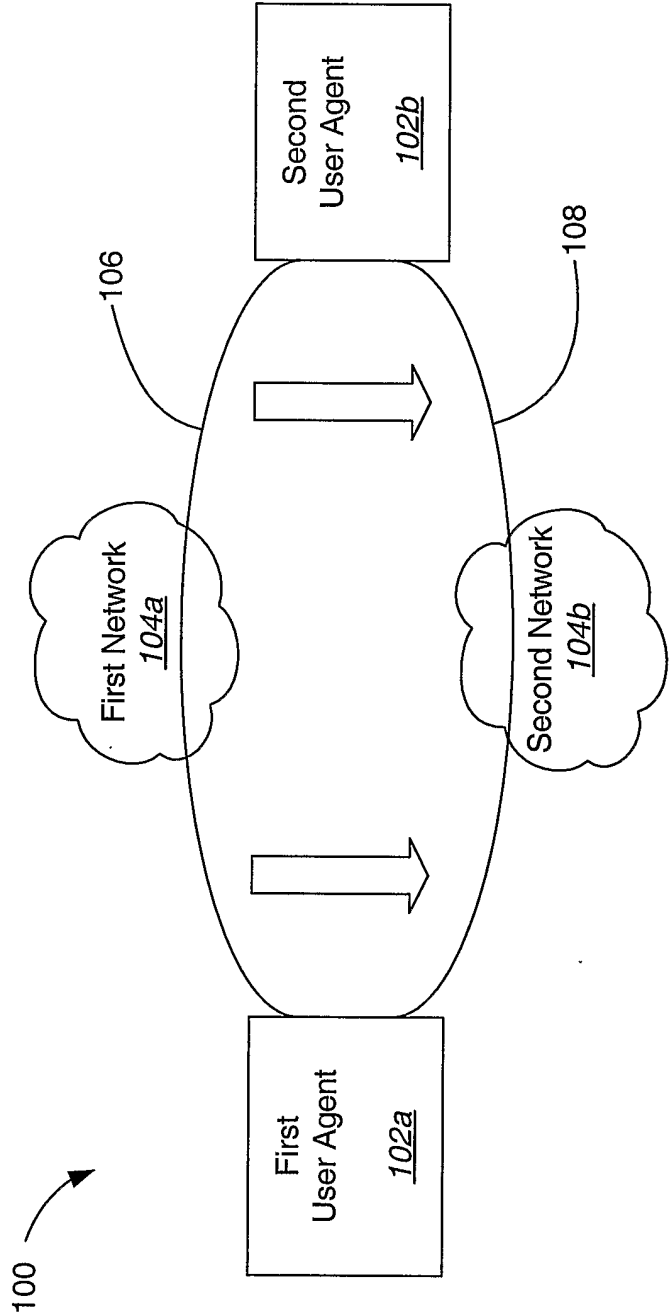 100
First
User Agent
102a
First Network
104a
Second Network
104b
106
108
Second
User Agent
102b